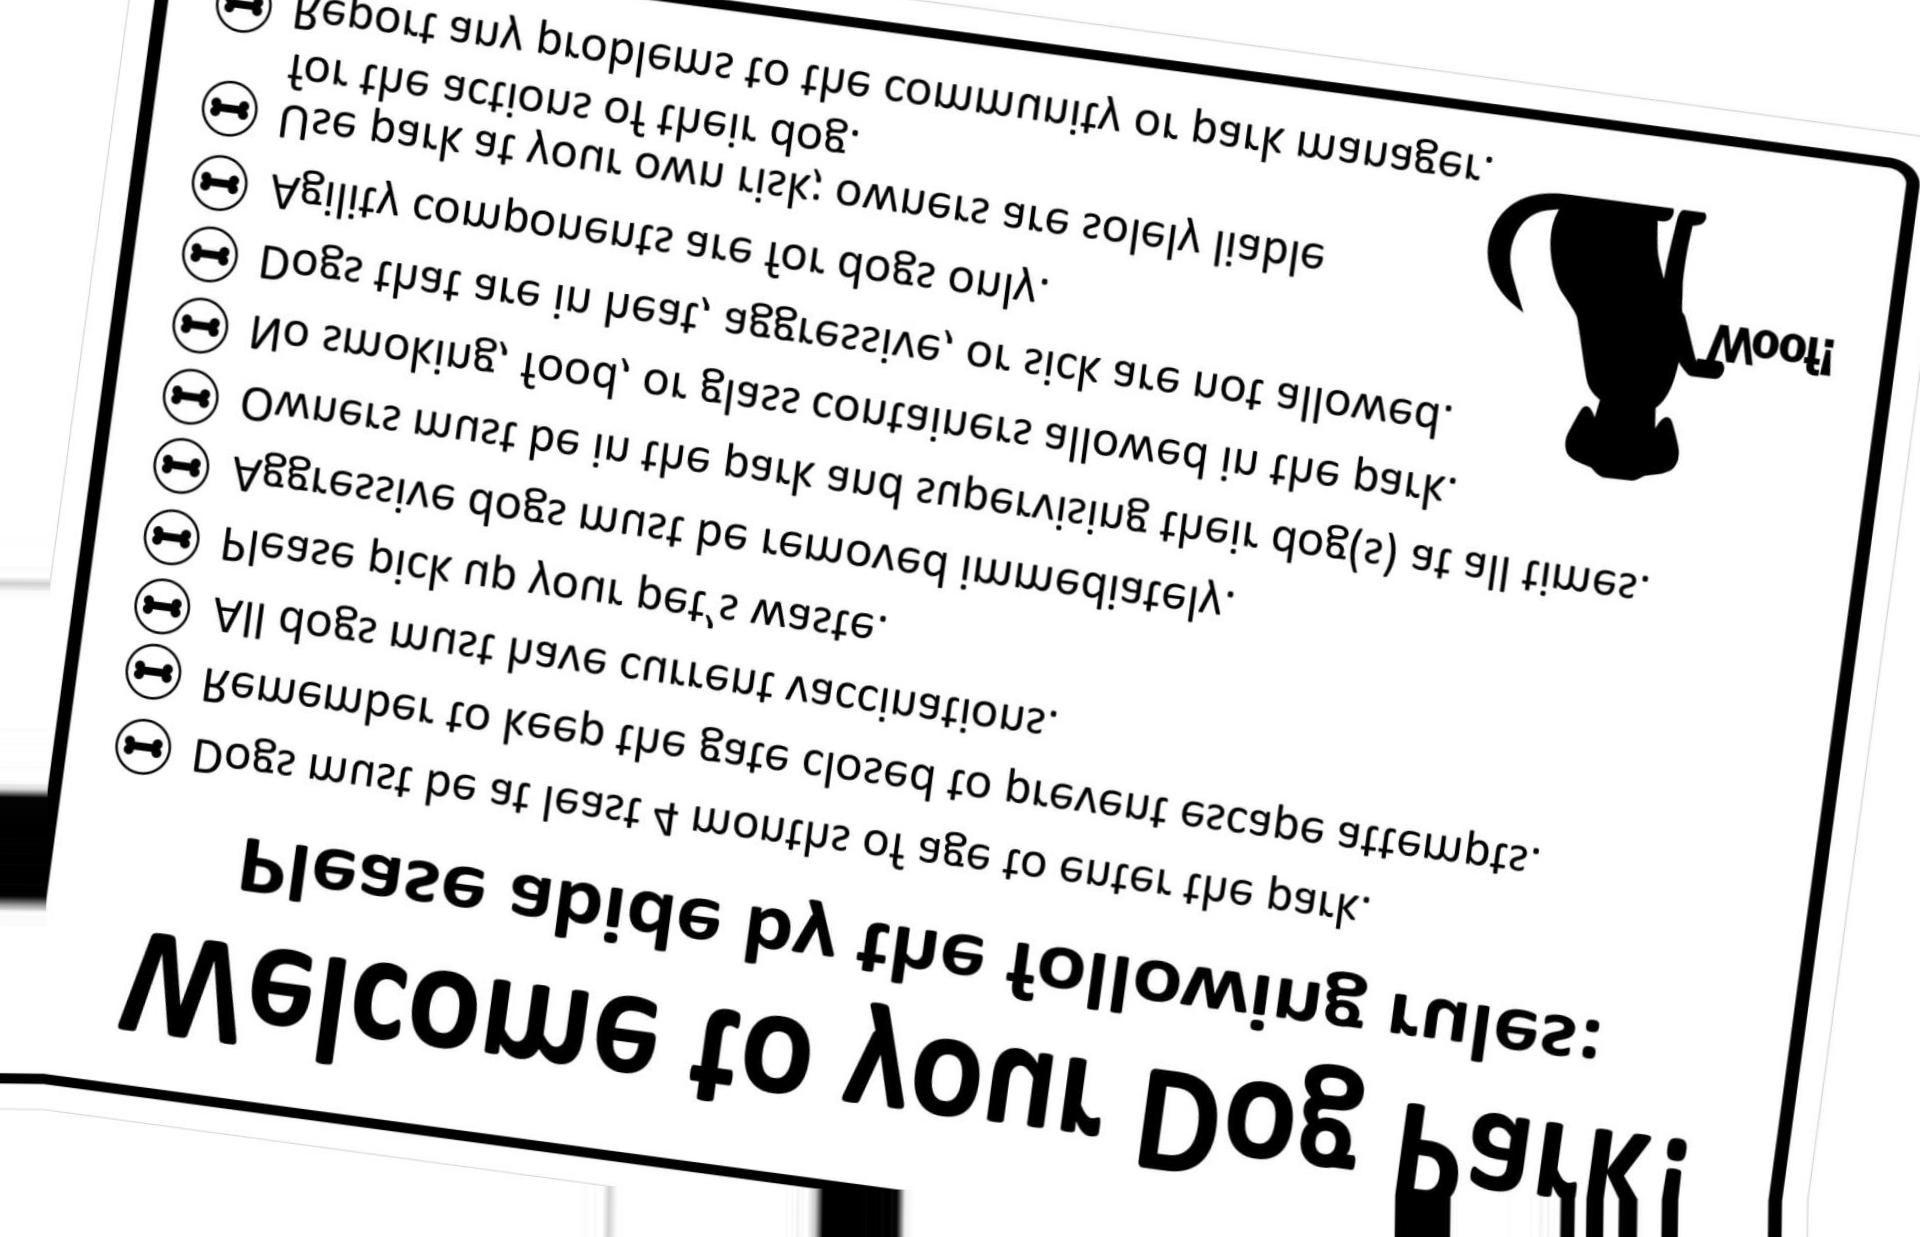 Welcome to your Dog Park!
Please abide by the following rules:
Dogs must be at least 4 months of age to enter the park.
Remember to keep the gate closed to prevent escape attempts.
All dogs must have current vaccinations.
Please pick up your pet's waste.
Aggressive dogs must be removed immediately.
Owners must be in the park and supervising their dog(s) at all times.
No smoking, food, or glass containers allowed in the park.
Dogs that are in heat, aggressive, or sick are not allowed.
Agility components are for dogs only.
Use park at your own risk; owners are solely liable
for the actions of their dog.
Report any problems to the community or park manager.
Woof!